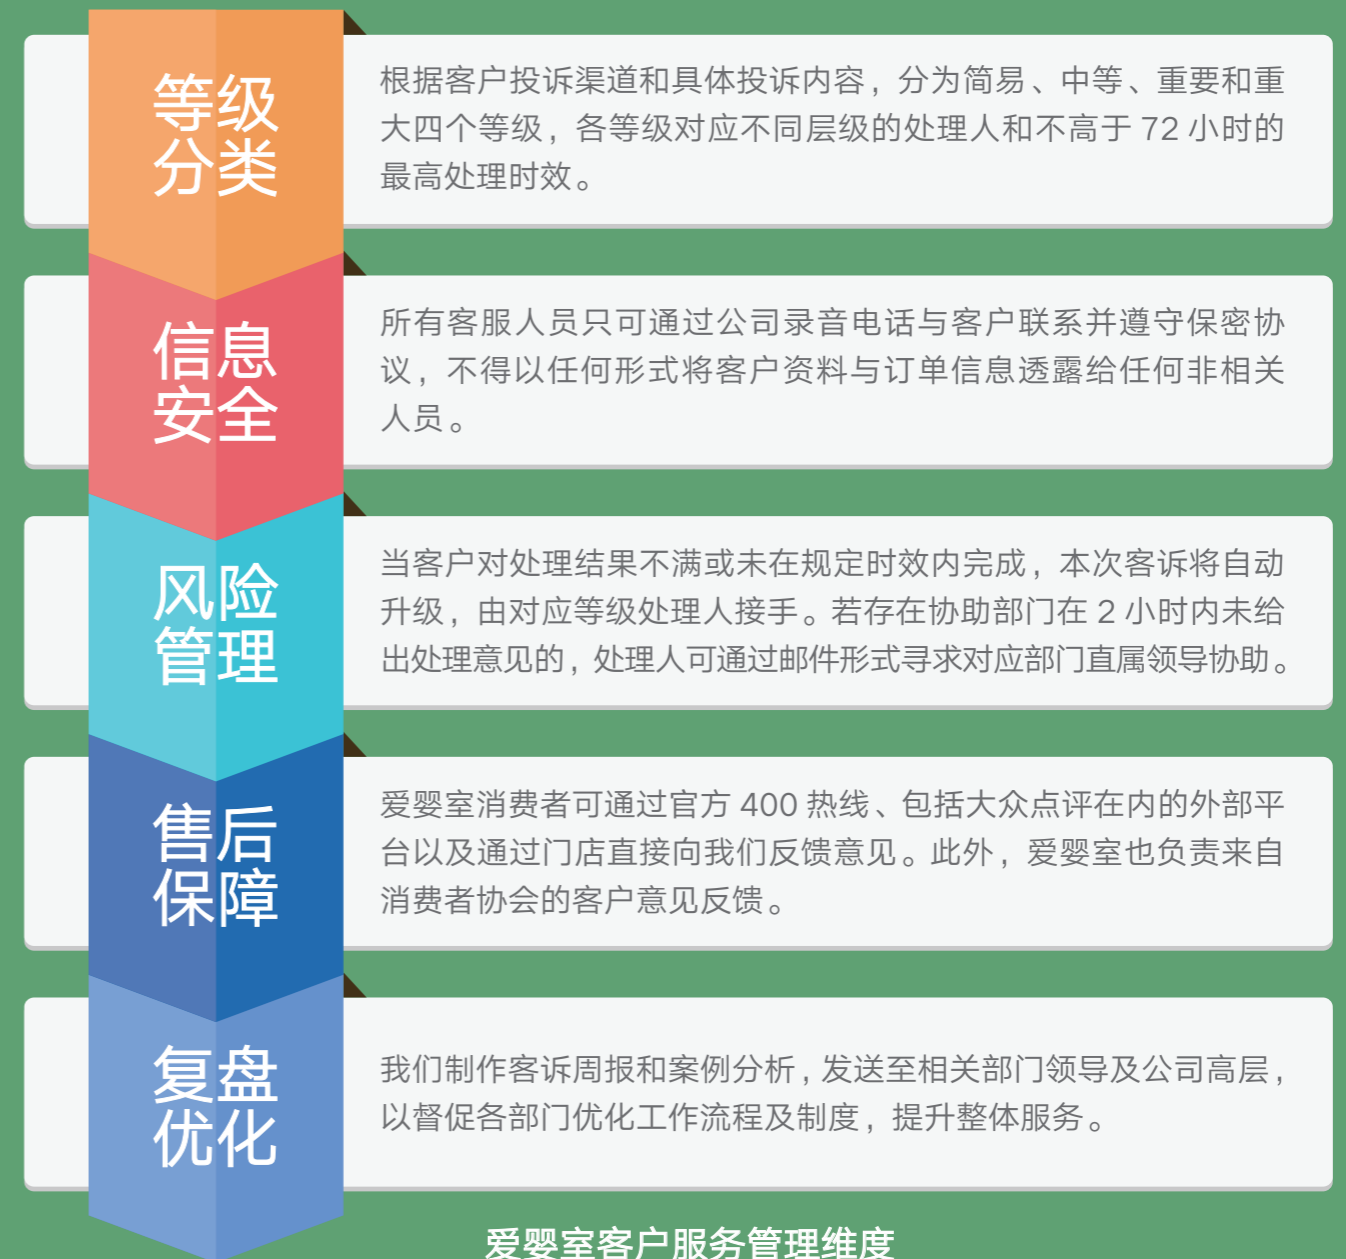 等级
分类
根据客户投诉渠道和具体投诉内容，分为简易、中等、重要和重
大四个等级，各等级对应不同层级的处理人和不高于 72 小时的
最高处理时效。
信息
安全
所有客服人员只可通过公司录音电话与客户联系并遵守保密协
议，不得以任何形式将客户资料与订单信息透露给任何非相关
人员。
风险
管理
当客户对处理结果不满或未在规定时效内完成，本次客诉将自动
升级，由对应等级处理人接手。若存在协助部门在 2 小时内未给
出处理意见的，处理人可通过邮件形式寻求对应部门直属领导协助。
售后
保障
爱婴室消费者可通过官方 400 热线、包括大众点评在内的外部平
台以及通过门店直接向我们反馈意见。此外，爱婴室也负责来自
消费者协会的客户意见反馈。
复盘
优化
我们制作客诉周报和案例分析，发送至相关部门领导及公司高层，
以督促各部门优化工作流程及制度，提升整体服务。
爱婴室客户服务管理维度